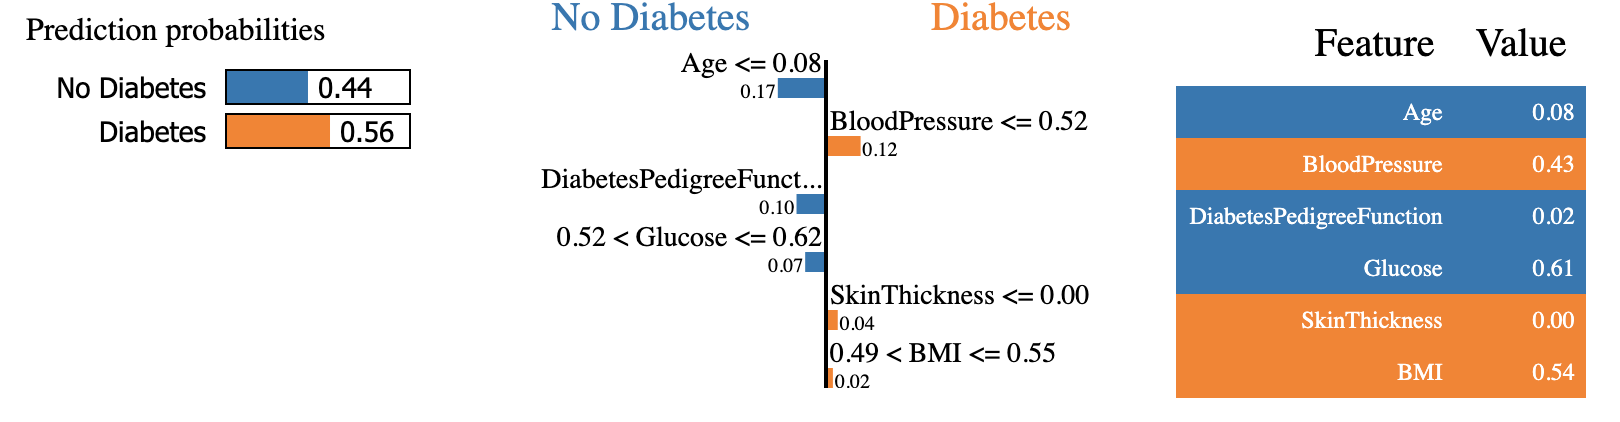 Prediction probabilities
No Diabetes 0.44
Diabetes 0.56
No Diabetes Diabetes
Age <= 0.08
0.17
BloodPressure <= 0.52
0.12
DiabetesPedigreeFunct...
0.10
0.52 < Glucose <= 0.62
0.07
SkinThickness <= 0.00
0.04
0.49 < BMI <= 0.55
0.02
Feature Value
Age 0.08
BloodPressure 0.43
DiabetesPedigreeFunction 0.02
Glucose 0.61
SkinThickness 0.00
BMI 0.54